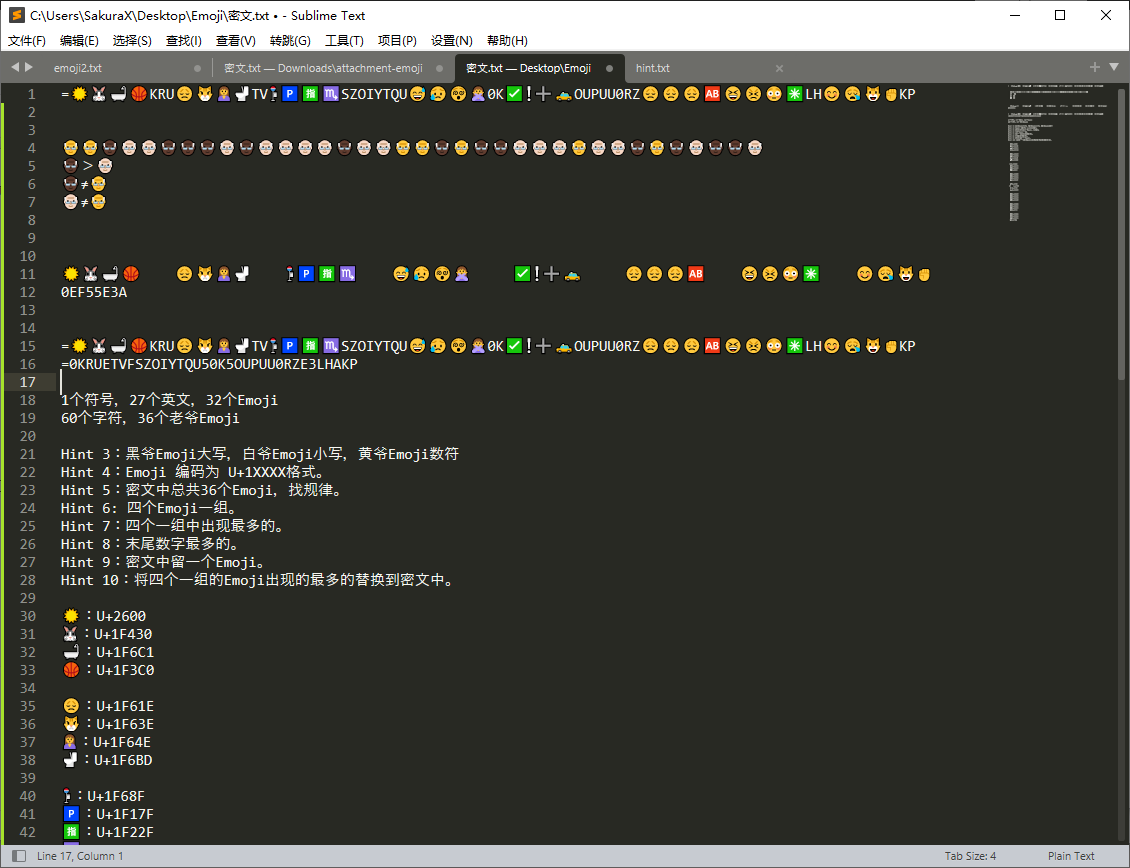 C:\Users\SakuraX\Desktop\Emoji\密文.txt • - Sublime Text
文件(F) 编辑(E) 选择(S) 查找(I) 查看(V) 转跳(G) 工具(T) 项目(P) 设置(N) 帮助(H)
emoji2.txt 密文.txt — Downloads\attachment-emoji 密文.txt — Desktop\Emoji hint.txt
1 =☀🐰🛁🏀KRU😞😾🙎🚽TV🚏🅿🈯♏SZOIYTQU😅😥😵🙅0K✅❗➕🏊OUPUU0RZ😔😔😔🆎😆😣😳✳LH😊😪😺✊KP
2
3
4 👴👴👴🏿👴🏻👴🏻👴🏿👴🏿👴🏿👴🏻👴🏿👴🏻👴🏻👴🏻👴🏻👴🏿👴🏻👴🏻👴👴👴🏿👴👴🏿👴🏿👴🏻👴🏻👴🏻👴👴🏻👴🏻👴🏿👴👴🏿👴🏻👴🏿👴🏿👴🏻
5 👴🏿 > 👴🏻
6 👴🏿≠👴
7 👴🏻≠👴
8
9
10
11 ☀🐰🛁🏀 😞😾🙎🚽 🚏🅿🈯♏ 😅😥😵🙅 ✅❗➕🏊 😔😔😔🆎 😆😣😳✳ 😊😪😺✊
12 0EF55E3A
13
14
15 =☀🐰🛁🏀KRU😞😾🙎🚽TV🚏🅿🈯♏SZOIYTQU😅😥😵🙅0K✅❗➕🏊OUPUU0RZ😔😔😔🆎😆😣😳✳LH😊😪😺✊KP
16 =0KRUETVFSZOIYTQU50K5OUPUU0RZE3LHAKP
17
18 1个符号，27个英文，32个Emoji
19 60个字符，36个老爷Emoji
20
21 Hint 3：黑爷Emoji大写，白爷Emoji小写，黄爷Emoji数符
22 Hint 4：Emoji 编码为 U+1XXXX格式。
23 Hint 5：密文中总共36个Emoji，找规律。
24 Hint 6: 四个Emoji一组。
25 Hint 7：四个一组中出现最多的。
26 Hint 8：末尾数字最多的。
27 Hint 9：密文中留一个Emoji。
28 Hint 10：将四个一组的Emoji出现的最多的替换到密文中。
29
30 ☀：U+2600
31 🐰：U+1F430
32 🛁：U+1F6C1
33 🏀：U+1F3C0
34
35 😞：U+1F61E
36 😾：U+1F63E
37 🙎：U+1F64E
38 🚽：U+1F6BD
39
40 🚏：U+1F68F
41 🅿：U+1F17F
42 🈯：U+1F22F
Line 17, Column 1 Tab Size: 4 Plain Text